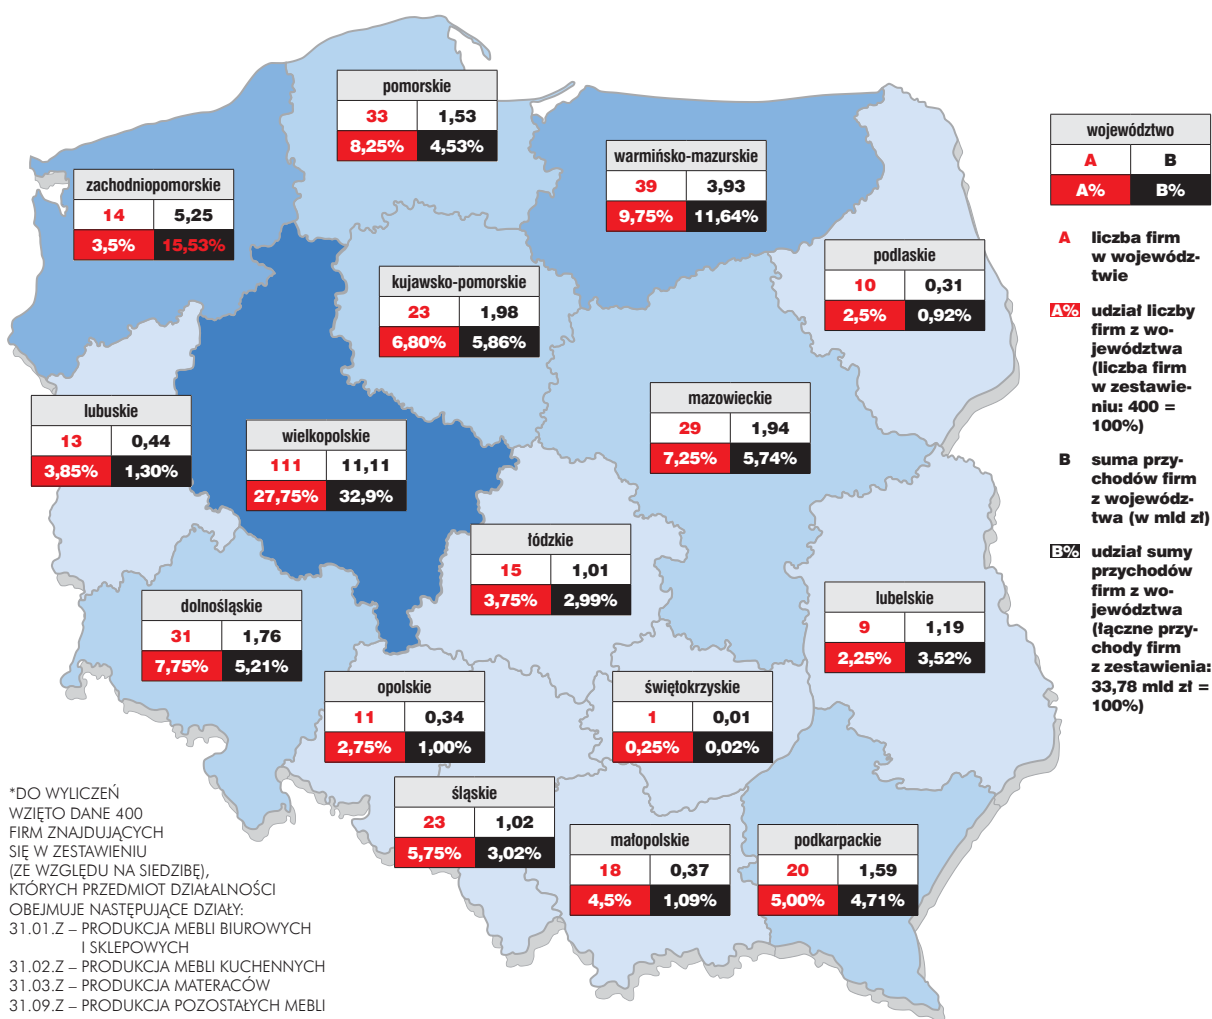 pomorskie
33 1,53
8,25% 4,53%
warmińsko-mazurskie
39 3,93
9,75% 11,64%
zachodniopomorskie
14 5,25
3,5% 15,53%
podlaskie
10 0,31
2,5% 0,92%
kujawsko-pomorskie
23 1,98
6,80% 5,86%
mazowieckie
29 1,94
7,25% 5,74%
lubuskie
13 0,44
3,85% 1,30%
wielkopolskie
111 11,11
27,75% 32,9%
łódzkie
15 1,01
3,75% 2,99%
dolnośląskie
31 1,76
7,75% 5,21%
lubelskie
9 1,19
2,25% 3,52%
opolskie
11 0,34
2,75% 1,00%
świętokrzyskie
1 0,01
0,25% 0,02%
śląskie
23 1,02
5,75% 3,02%
małopolskie
18 0,37
4,5% 1,09%
podkarpackie
20 1,59
5,00% 4,71%
województwo
A B
A% B%
A liczba firm
w wojewódz-
twie
A% udział liczby
firm z wo-
jewództwa
(liczba firm
w zestawie-
niu: 400 =
100%)
B suma przy-
chodów firm
z wojewódz-
twa (w mld zł)
B% udział sumy
przychodów
firm z wo-
jewództwa
(łączne przy-
chody firm
z zestawienia:
33,78 mld zł =
100%)
*DO WYLICZEŃ
WZIĘTO DANE 400
FIRM ZNAJDUJĄCYCH
SIĘ W ZESTAWIENIU
(ZE WZGLĘDU NA SIEDZIBĘ),
KTÓRYCH PRZEDMIOT DZIAŁALNOŚCI
OBEJMUJE NASTĘPUJĄCE DZIAŁY:
31.01.Z – PRODUKCJA MEBLI BIUROWYCH
I SKLEPOWYCH
31.02.Z – PRODUKCJA MEBLI KUCHENNYCH
31.03.Z – PRODUKCJA MATERACÓW
31.09.Z – PRODUKCJA POZOSTAŁYCH MEBLI